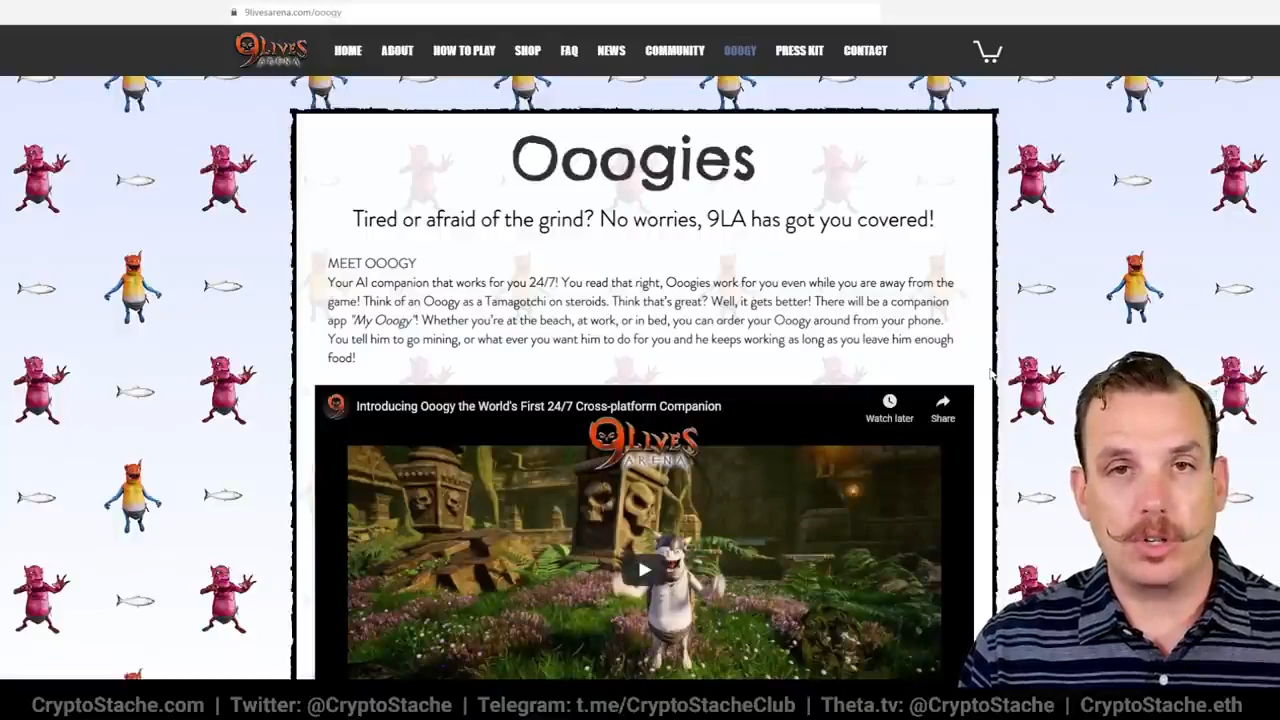 9livesarena.com/ooogy
9LIVES
ARENA
HOME ABOUT HOW TO PLAY SHOP FAQ NEWS COMMUNITY OOOGY PRESS KIT CONTACT
Ooogies
Tired or afraid of the grind? No worries, 9LA has got you covered!
MEET OOOGY
Your AI companion that works for you 24/7! You read that right, Ooogies work for you even while you are away from the
game! Think of an Ooogy as a Tamagotchi on steroids. Think that's great? Well, it gets better! There will be a companion
app "My Ooogy"! Whether you're at the beach, at work, or in bed, you can order your Ooogy around from your phone.
You tell him to go mining, or what ever you want him to do for you and he keeps working as long as you leave him enough
food!
Introducing Ooogy the World's First 24/7 Cross-platform Companion
Watch later Share
9LIVES
ARENA
CryptoStache.com | Twitter: @CryptoStache | Telegram: t.me/CryptoStacheClub | Theta.tv: @CryptoStache | CryptoStache.eth